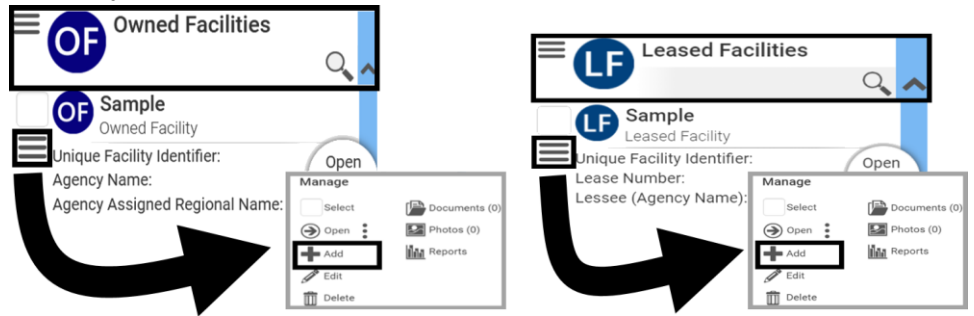 OF
Owned Facilities
OF
Sample
Owned Facility
Unique Facility Identifier:
Open
Agency Name:
Agency Assigned Regional Name:
Manage
Select
Documents (0)
Open
Photos (0)
Add
Reports
Edit
Delete
LF
Leased Facilities
LF
Sample
Leased Facility
Unique Facility Identifier:
Open
Lease Number:
Lessee (Agency Name):
Manage
Select
Documents (0)
Open
Photos (0)
Add
Reports
Edit
Delete